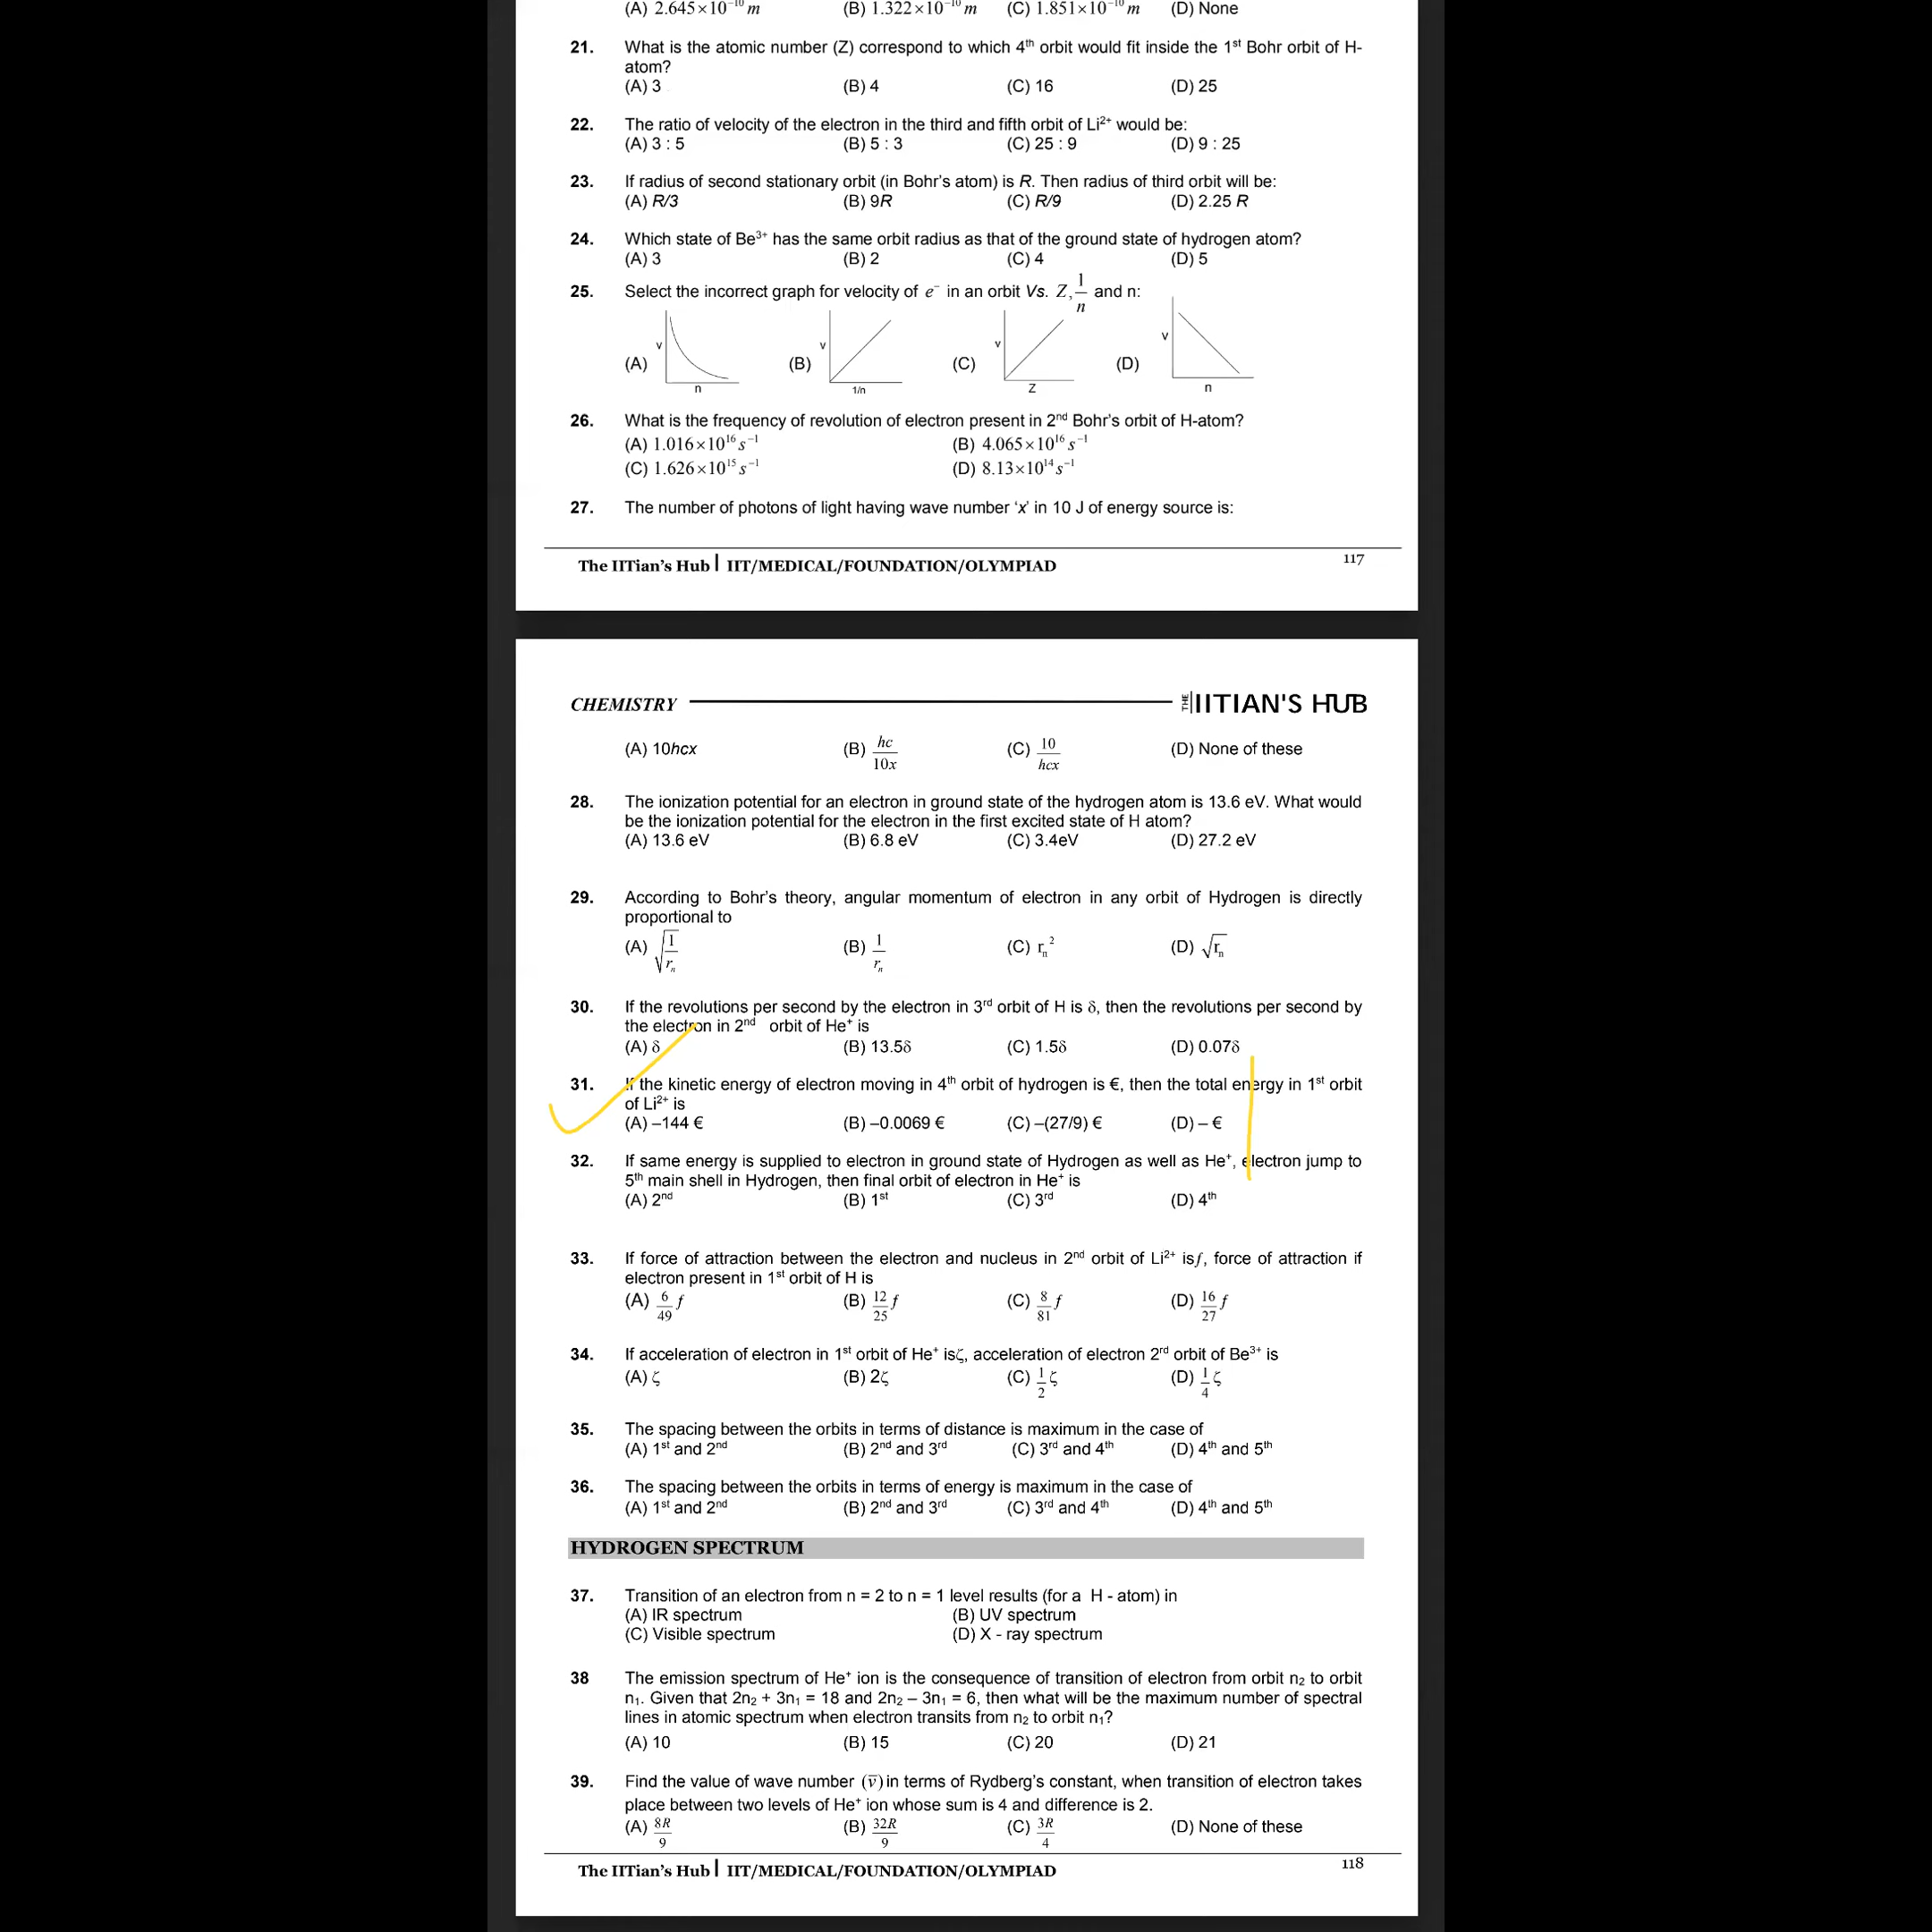 (A) 2.645×10⁻¹⁰ m (B) 1.322×10⁻¹⁰ m (C) 1.851×10⁻¹⁰ m (D) None
21. What is the atomic number (Z) correspond to which 4th orbit would fit inside the 1st Bohr orbit of H-
atom?
(A) 3 (B) 4 (C) 16 (D) 25
22. The ratio of velocity of the electron in the third and fifth orbit of Li²⁺ would be:
(A) 3 : 5 (B) 5 : 3 (C) 25 : 9 (D) 9 : 25
23. If radius of second stationary orbit (in Bohr's atom) is R. Then radius of third orbit will be:
(A) R/3 (B) 9R (C) R/9 (D) 2.25 R
24. Which state of Be³⁺ has the same orbit radius as that of the ground state of hydrogen atom?
(A) 3 (B) 2 (C) 4 (D) 5
25. Select the incorrect graph for velocity of e⁻ in an orbit Vs. Z, 1/n and n:
(A) v n (B) v 1/n (C) v Z (D) v n
26. What is the frequency of revolution of electron present in 2nd Bohr's orbit of H-atom?
(A) 1.016×10¹⁶ s⁻¹ (B) 4.065×10¹⁶ s⁻¹
(C) 1.626×10¹⁵ s⁻¹ (D) 8.13×10¹⁴ s⁻¹
27. The number of photons of light having wave number 'x' in 10 J of energy source is:
The IITian's Hub | IIT/MEDICAL/FOUNDATION/OLYMPIAD 117
CHEMISTRY THE IITIAN'S HUB
(A) 10hcx (B) hc/10x (C) 10/hcx (D) None of these
28. The ionization potential for an electron in ground state of the hydrogen atom is 13.6 eV. What would
be the ionization potential for the electron in the first excited state of H atom?
(A) 13.6 eV (B) 6.8 eV (C) 3.4eV (D) 27.2 eV
29. According to Bohr's theory, angular momentum of electron in any orbit of Hydrogen is directly
proportional to
(A) √(1/rₙ) (B) 1/rₙ (C) rₙ² (D) √rₙ
30. If the revolutions per second by the electron in 3rd orbit of H is δ, then the revolutions per second by
the electron in 2nd orbit of He⁺ is
(A) δ (B) 13.5δ (C) 1.5δ (D) 0.07δ
31. If the kinetic energy of electron moving in 4th orbit of hydrogen is €, then the total energy in 1st orbit
of Li²⁺ is
(A) –144 € (B) –0.0069 € (C) –(27/9) € (D) – €
32. If same energy is supplied to electron in ground state of Hydrogen as well as He⁺, electron jump to
5th main shell in Hydrogen, then final orbit of electron in He⁺ is
(A) 2nd (B) 1st (C) 3rd (D) 4th
33. If force of attraction between the electron and nucleus in 2nd orbit of Li²⁺ is f, force of attraction if
electron present in 1st orbit of H is
(A) 6/49 f (B) 12/25 f (C) 8/81 f (D) 16/27 f
34. If acceleration of electron in 1st orbit of He⁺ isζ, acceleration of electron 2rd orbit of Be³⁺ is
(A) ζ (B) 2ζ (C) 1/2 ζ (D) 1/4 ζ
35. The spacing between the orbits in terms of distance is maximum in the case of
(A) 1st and 2nd (B) 2nd and 3rd (C) 3rd and 4th (D) 4th and 5th
36. The spacing between the orbits in terms of energy is maximum in the case of
(A) 1st and 2nd (B) 2nd and 3rd (C) 3rd and 4th (D) 4th and 5th
HYDROGEN SPECTRUM
37. Transition of an electron from n = 2 to n = 1 level results (for a H - atom) in
(A) IR spectrum (B) UV spectrum
(C) Visible spectrum (D) X - ray spectrum
38 The emission spectrum of He⁺ ion is the consequence of transition of electron from orbit n₂ to orbit
n₁. Given that 2n₂ + 3n₁ = 18 and 2n₂ – 3n₁ = 6, then what will be the maximum number of spectral
lines in atomic spectrum when electron transits from n₂ to orbit n₁?
(A) 10 (B) 15 (C) 20 (D) 21
39. Find the value of wave number (v̅) in terms of Rydberg's constant, when transition of electron takes
place between two levels of He⁺ ion whose sum is 4 and difference is 2.
(A) 8R/9 (B) 32R/9 (C) 3R/4 (D) None of these
The IITian's Hub | IIT/MEDICAL/FOUNDATION/OLYMPIAD 118